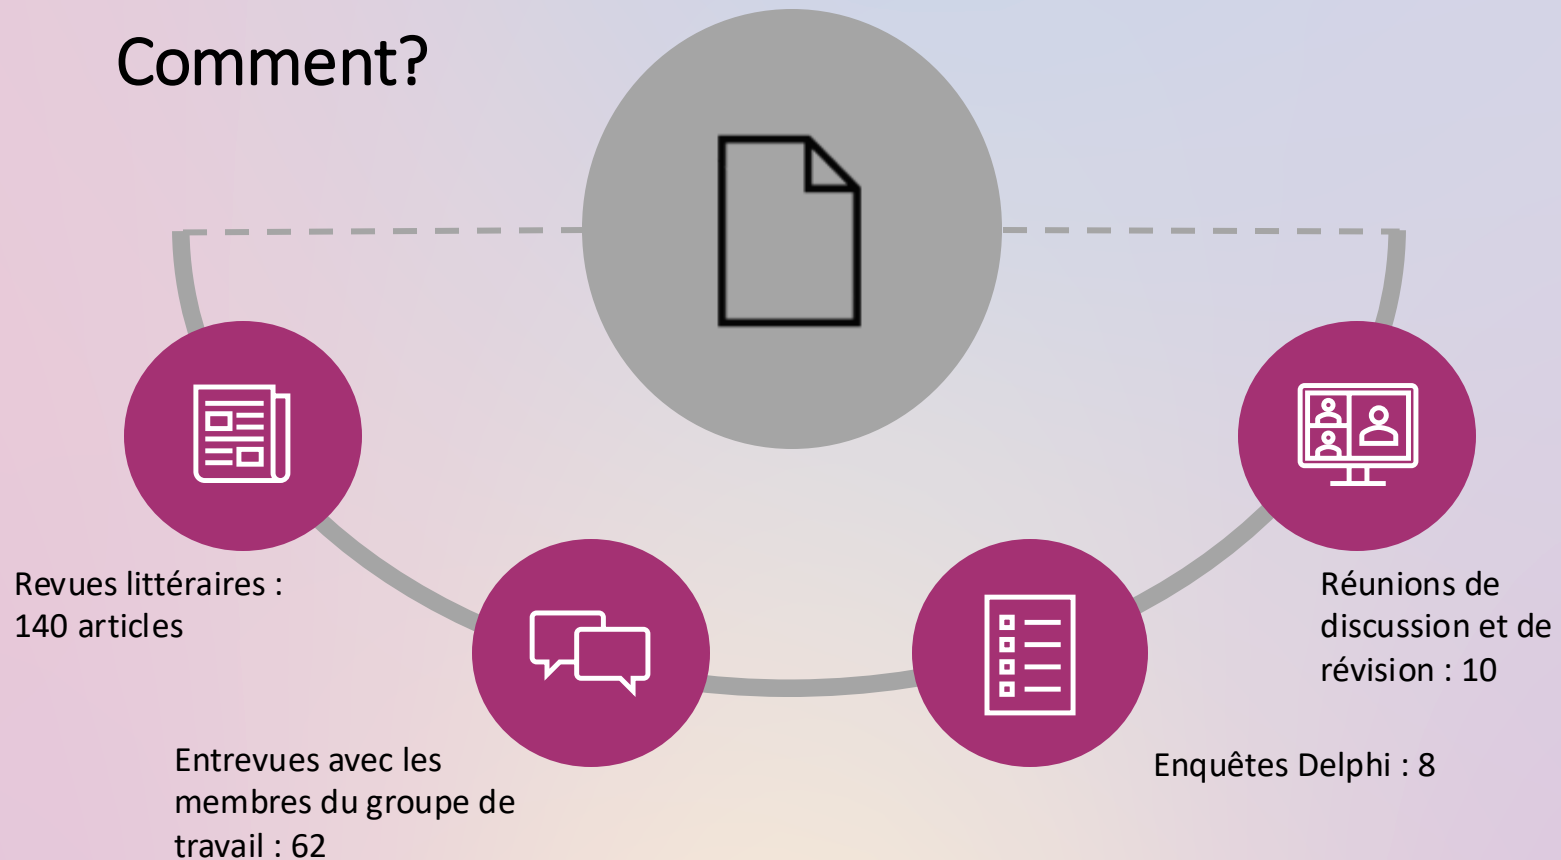 Comment?
Revues littéraires :
140 articles
Entrevues avec les
membres du groupe de
travail : 62
Enquêtes Delphi : 8
Réunions de
discussion et de
révision : 10